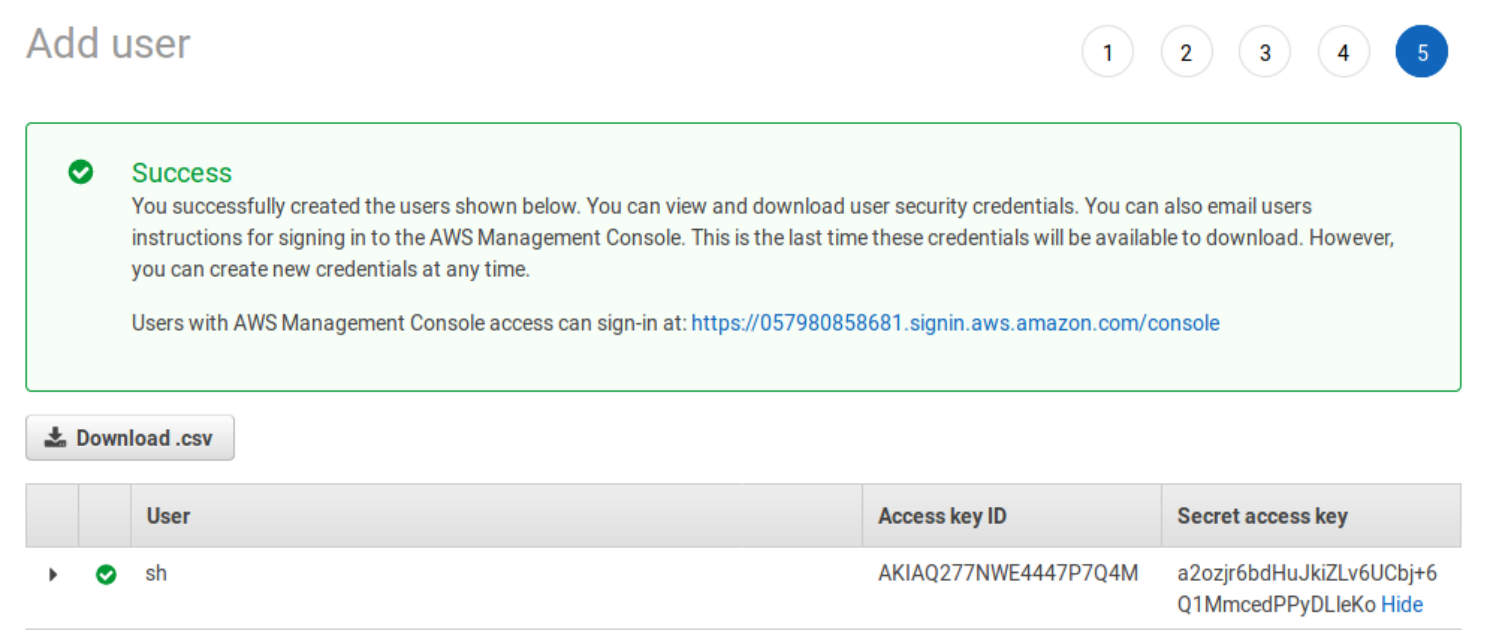 Add user
1 2 3 4 5
Success
You successfully created the users shown below. You can view and download user security credentials. You can also email users
instructions for signing in to the AWS Management Console. This is the last time these credentials will be available to download. However,
you can create new credentials at any time.
Users with AWS Management Console access can sign-in at: https://057980858681.signin.aws.amazon.com/console
Download .csv
User Access key ID Secret access key
sh AKIAQ277NWE4447P7Q4M a2ozjr6bdHuJkiZLv6UCbj+6
Hide